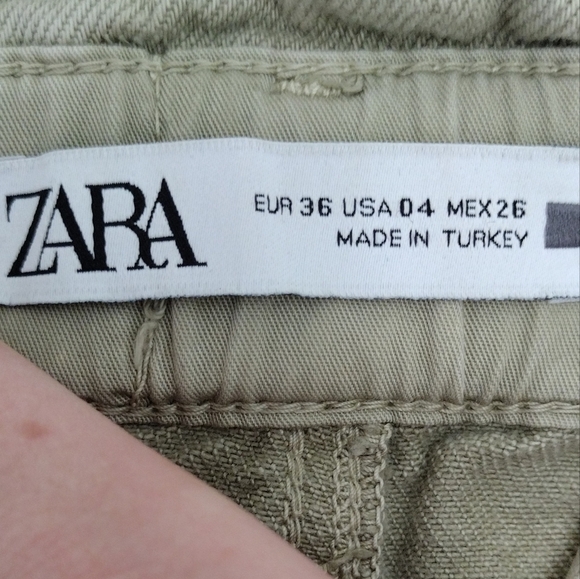 ZARA
EUR 36 USA 04 MEX 26
MADE IN TURKEY